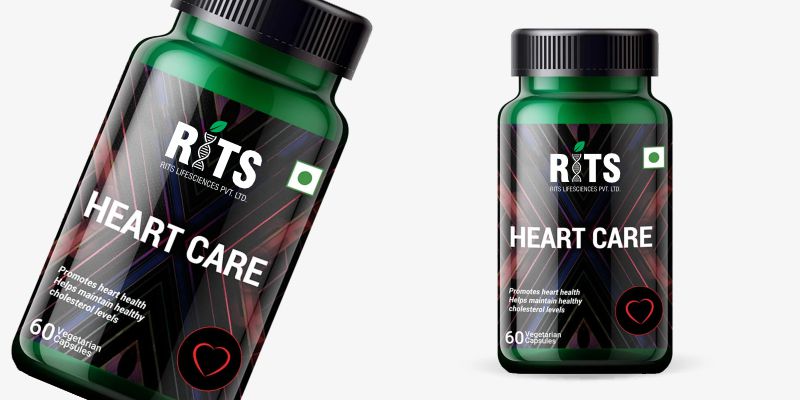 RITS
RITS LIFESCIENCES PVT. LTD.
HEART CARE
Promotes heart health
Helps maintain healthy
cholesterol levels
60 Vegetarian
Capsules
RITS
RITS LIFESCIENCES PVT. LTD.
HEART CARE
Promotes heart health
Helps maintain healthy
cholesterol levels
60 Vegetarian
Capsules